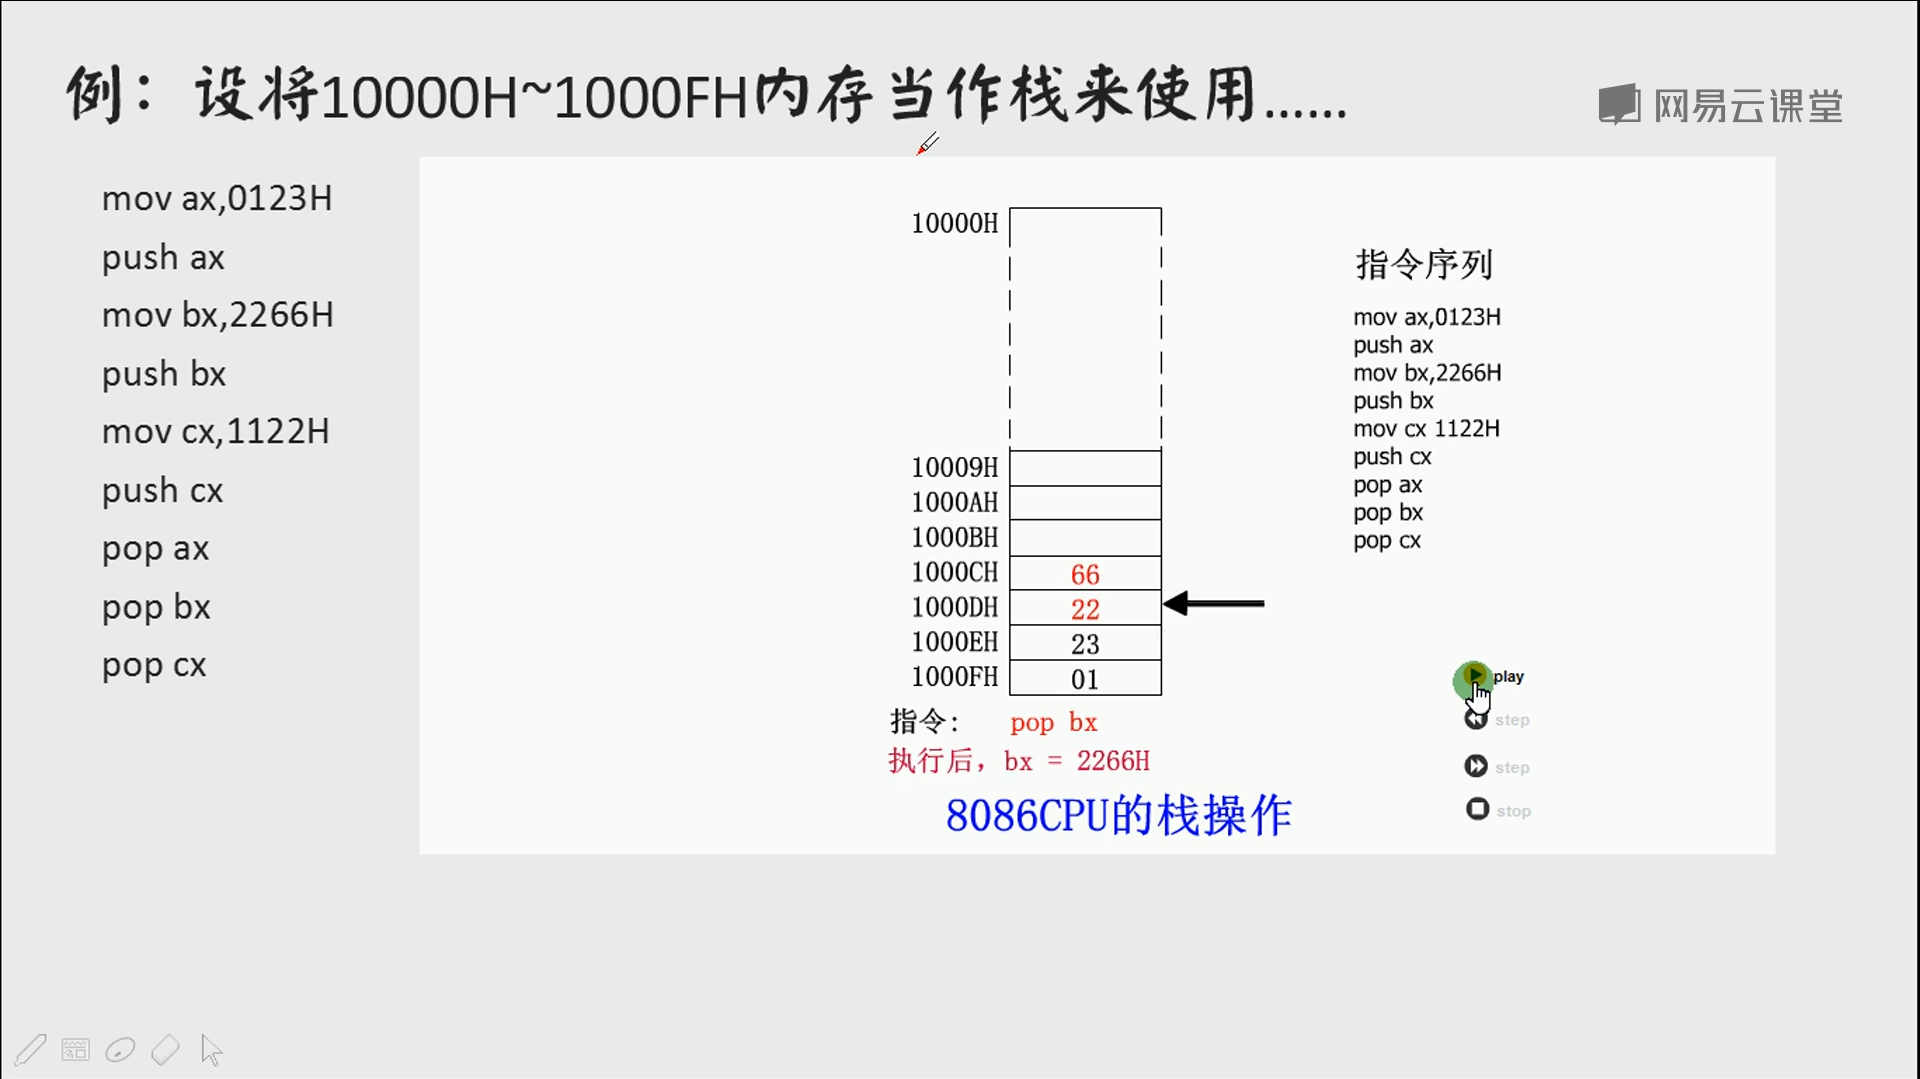 例：设将10000H~1000FH内存当作栈来使用……
网易云课堂
mov ax,0123H
push ax
mov bx,2266H
push bx
mov cx,1122H
push cx
pop ax
pop bx
pop cx
10000H
10009H
1000AH
1000BH
1000CH 66
1000DH 22
1000EH 23
1000FH 01
指令: pop bx
执行后，bx = 2266H
8086CPU的栈操作
指令序列
mov ax,0123H
push ax
mov bx,2266H
push bx
mov cx 1122H
push cx
pop ax
pop bx
pop cx
play
step
step
stop